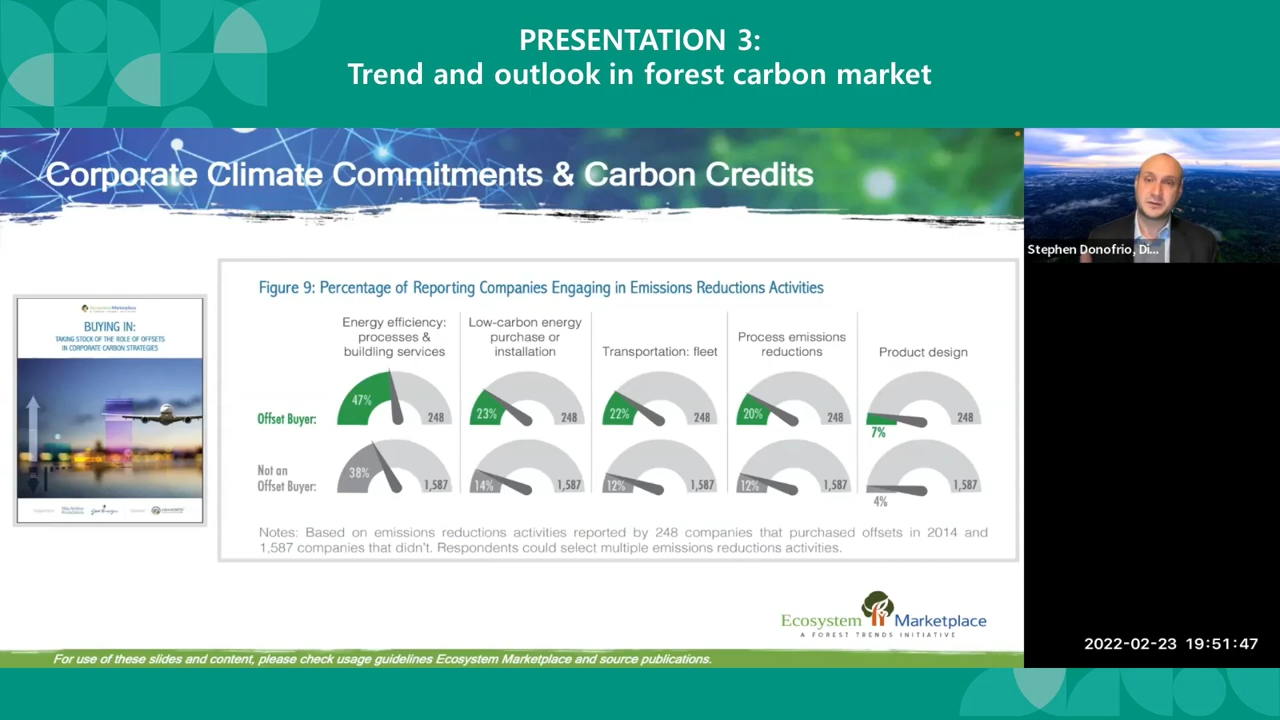 PRESENTATION 3:
Trend and outlook in forest carbon market
Corporate Climate Commitments & Carbon Credits
Stephen Donofrio, Di...
Ecosystem Marketplace
BUYING IN:
TAKING STOCK OF THE ROLE OF OFFSETS
IN CORPORATE CARBON STRATEGIES
Figure 9: Percentage of Reporting Companies Engaging in Emissions Reductions Activities
Energy efficiency:
processes &
buildling services
Low-carbon energy
purchase or
installation
Transportation: fleet
Process emissions
reductions
Product design
Offset Buyer:
47% 248
23% 248
22% 248
20% 248
7% 248
Not an
Offset Buyer:
38% 1,587
14% 1,587
12% 1,587
12% 1,587
4% 1,587
Notes: Based on emissions reductions activities reported by 248 companies that purchased offsets in 2014 and
1,587 companies that didn't. Respondents could select multiple emissions reductions activities.
Ecosystem Marketplace
A FOREST TRENDS INITIATIVE
2022-02-23 19:51:47
For use of these slides and content, please check usage guidelines Ecosystem Marketplace and source publications.